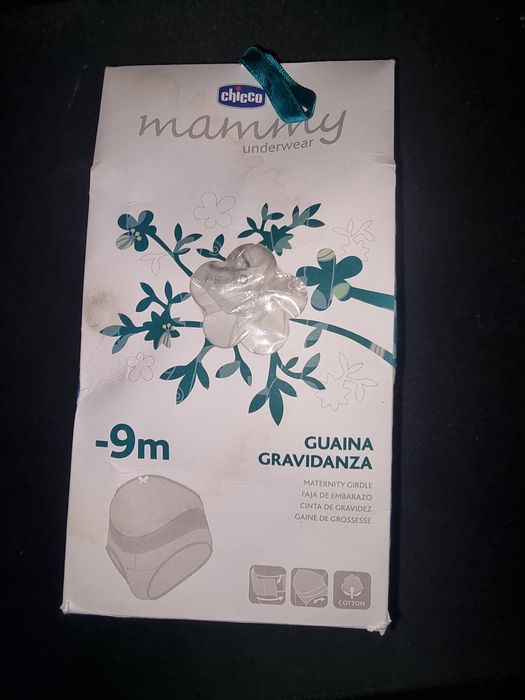 chicco
mammy
underwear
-9m
GUAINA
GRAVIDANZA
MATERNITY GIRDLE
FAJA DE EMBARAZO
CINTA DE GRAVIDEZ
GAINE DE GROSSESSE
COTTON